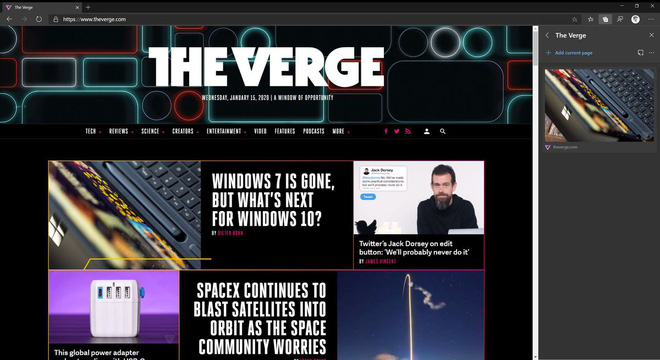 The Verge
https://www.theverge.com
THE VERGE
WEDNESDAY, JANUARY 15, 2020 | A WINDOW OF OPPORTUNITY
TECH REVIEWS SCIENCE CREATORS ENTERTAINMENT VIDEO FEATURES PODCASTS MORE
WINDOWS 7 IS GONE,
BUT WHAT'S NEXT
FOR WINDOWS 10?
BY DIETER BOHN
Jack Dorsey
Tweet
Twitter's Jack Dorsey on edit
button: 'We'll probably never do it'
BY JAMES VINCENT
SPACEX CONTINUES TO
BLAST SATELLITES INTO
ORBIT AS THE SPACE
COMMUNITY WORRIES
This global power adapter
The Verge
Add current page
theverge.com